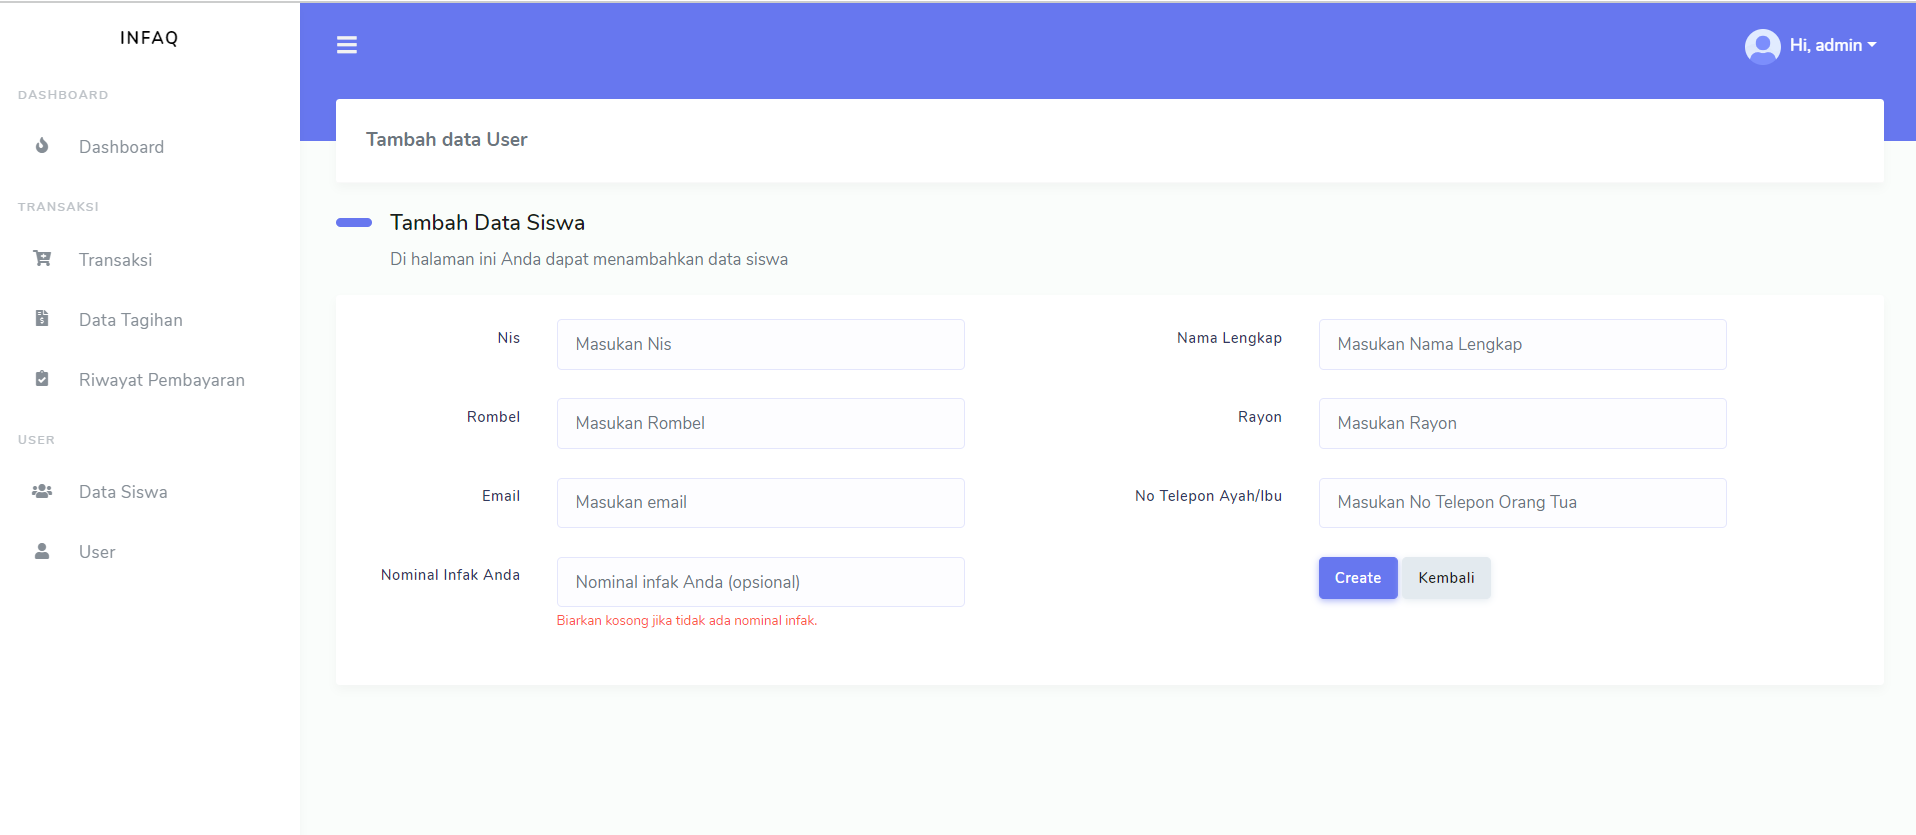 INFAQ
Hi, admin
DASHBOARD
Dashboard
TRANSAKSI
Transaksi
Data Tagihan
Riwayat Pembayaran
USER
Data Siswa
User
Tambah data User
Tambah Data Siswa
Di halaman ini Anda dapat menambahkan data siswa
Nis
Masukan Nis
Nama Lengkap
Masukan Nama Lengkap
Rombel
Masukan Rombel
Rayon
Masukan Rayon
Email
Masukan email
No Telepon Ayah/Ibu
Masukan No Telepon Orang Tua
Nominal Infak Anda
Nominal infak Anda (opsional)
Biarkan kosong jika tidak ada nominal infak.
Create
Kembali